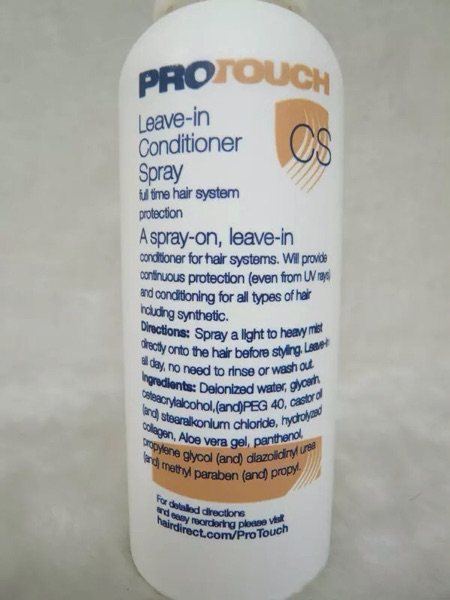 PROTOUCH
Leave-in
Conditioner
Spray
full time hair system
protection
CS
A spray-on, leave-in
conditioner for hair systems. Will provide
continuous protection (even from UV rays)
and conditioning for all types of hair
including synthetic.
Directions: Spray a light to heavy mist
directly onto the hair before styling. Leave-in
all day, no need to rinse or wash out.
Ingredients: Deionized water, glycerin,
ceteacrylalcohol,(and)PEG 40, castor oil
(and) stearalkonium chloride, hydrolyzed
collagen, Aloe vera gel, panthenol,
propylene glycol (and) diazolidinyl urea
(and) methyl paraben (and) propyl.
For detailed directions
and easy reordering please visit
hairdirect.com/ProTouch